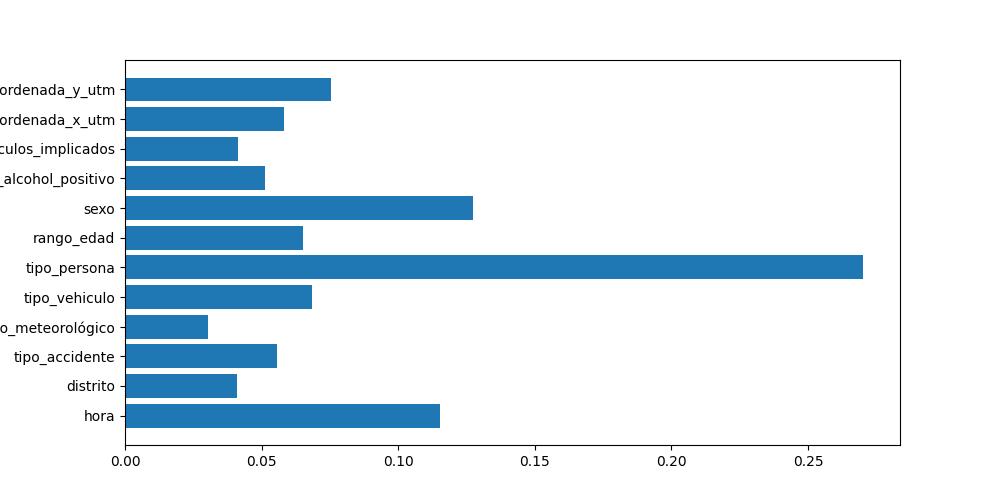 ordenada_y_utm
ordenada_x_utm
culos_implicados
_alcohol_positivo
sexo
rango_edad
tipo_persona
tipo_vehiculo
o_meteorológico
tipo_accidente
distrito
hora
0.00 0.05 0.10 0.15 0.20 0.25